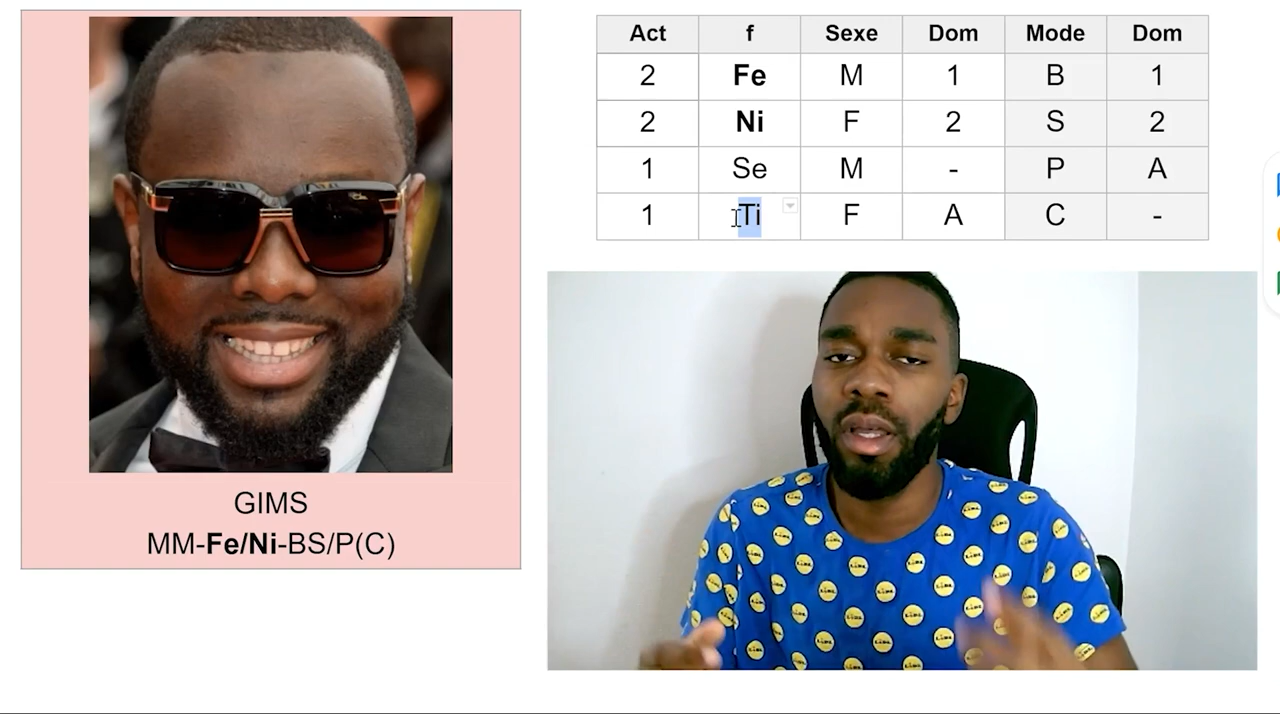 GIMS
MM-Fe/Ni-BS/P(C)
Act f Sexe Dom Mode Dom
2 Fe M 1 B 1
2 Ni F 2 S 2
1 Se M - P A
1 Ti F A C -